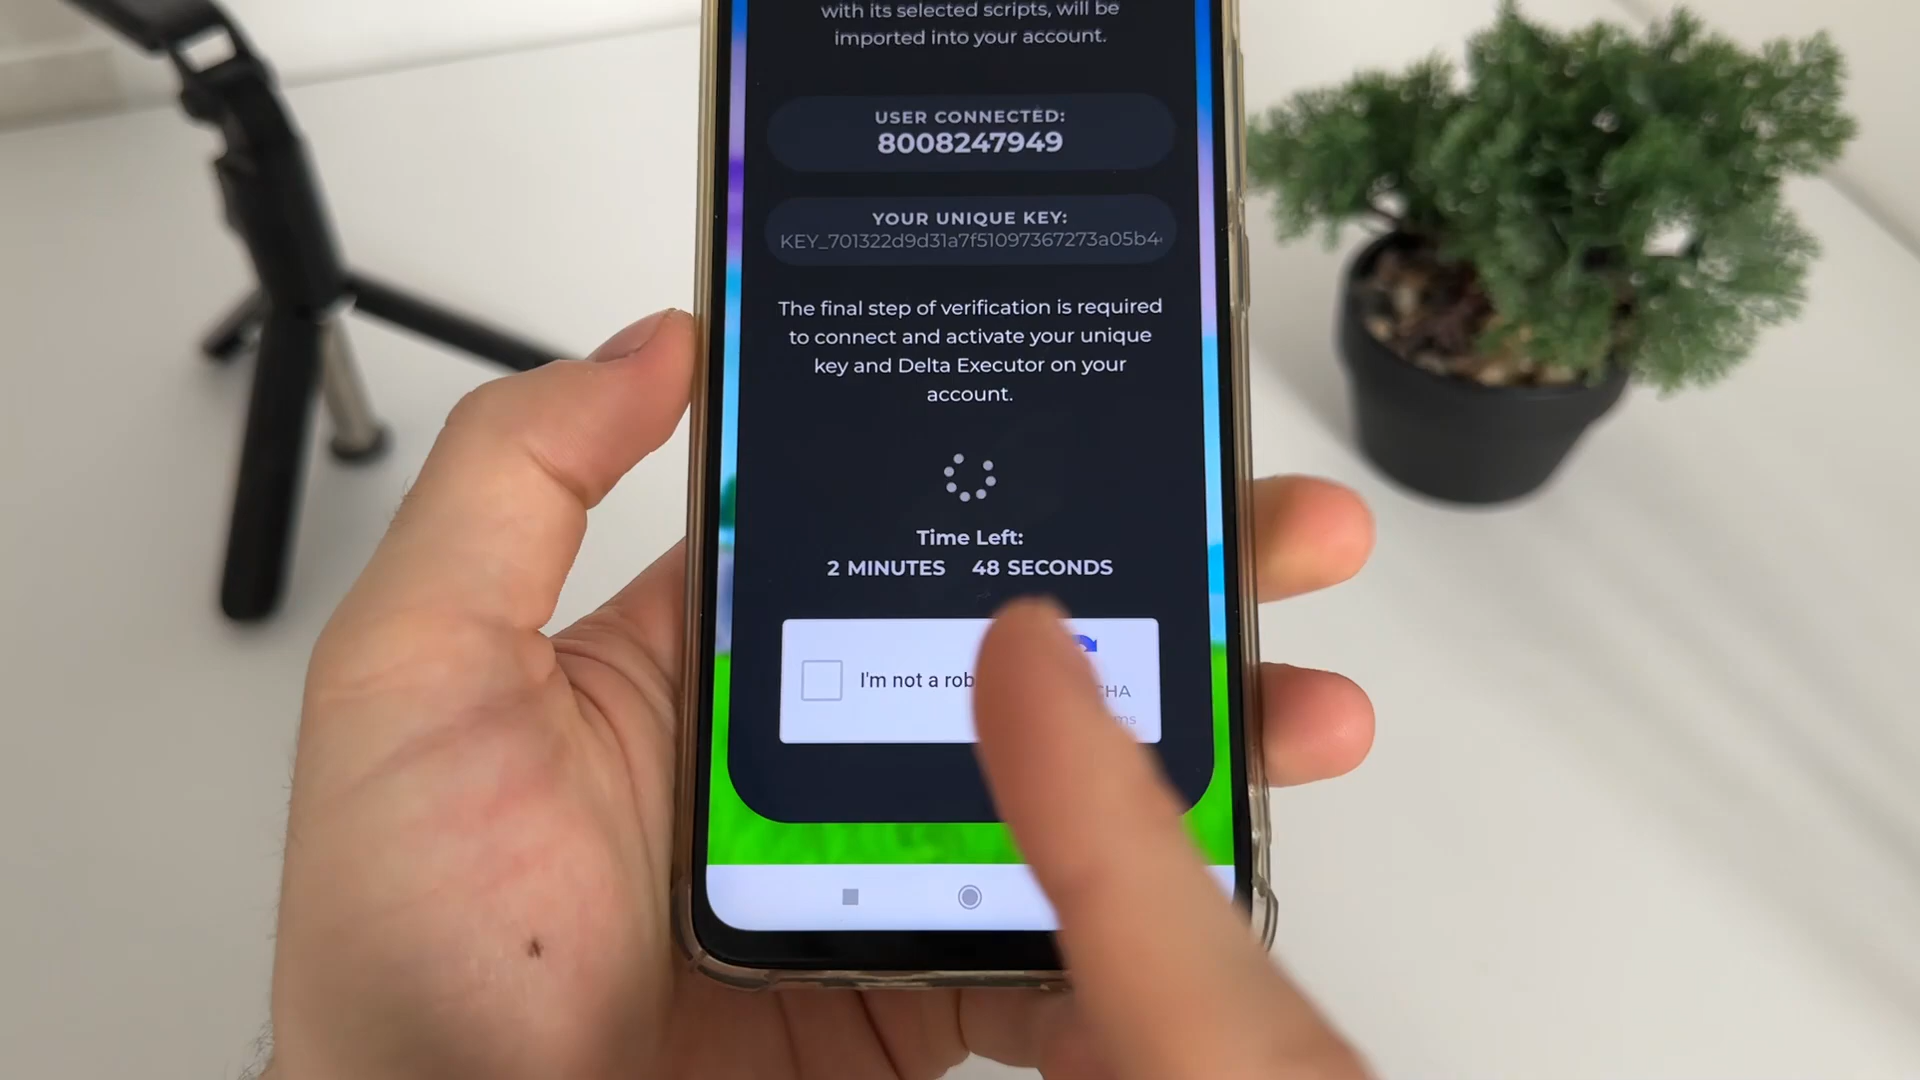 with its selected scripts, will be
imported into your account.
USER CONNECTED:
8008247949
YOUR UNIQUE KEY:
KEY_701322d9d31a7f51097367273a05b4
The final step of verification is required
to connect and activate your unique
key and Delta Executor on your
account.
Time Left:
2 MINUTES 48 SECONDS
I'm not a rob
CHA
ms